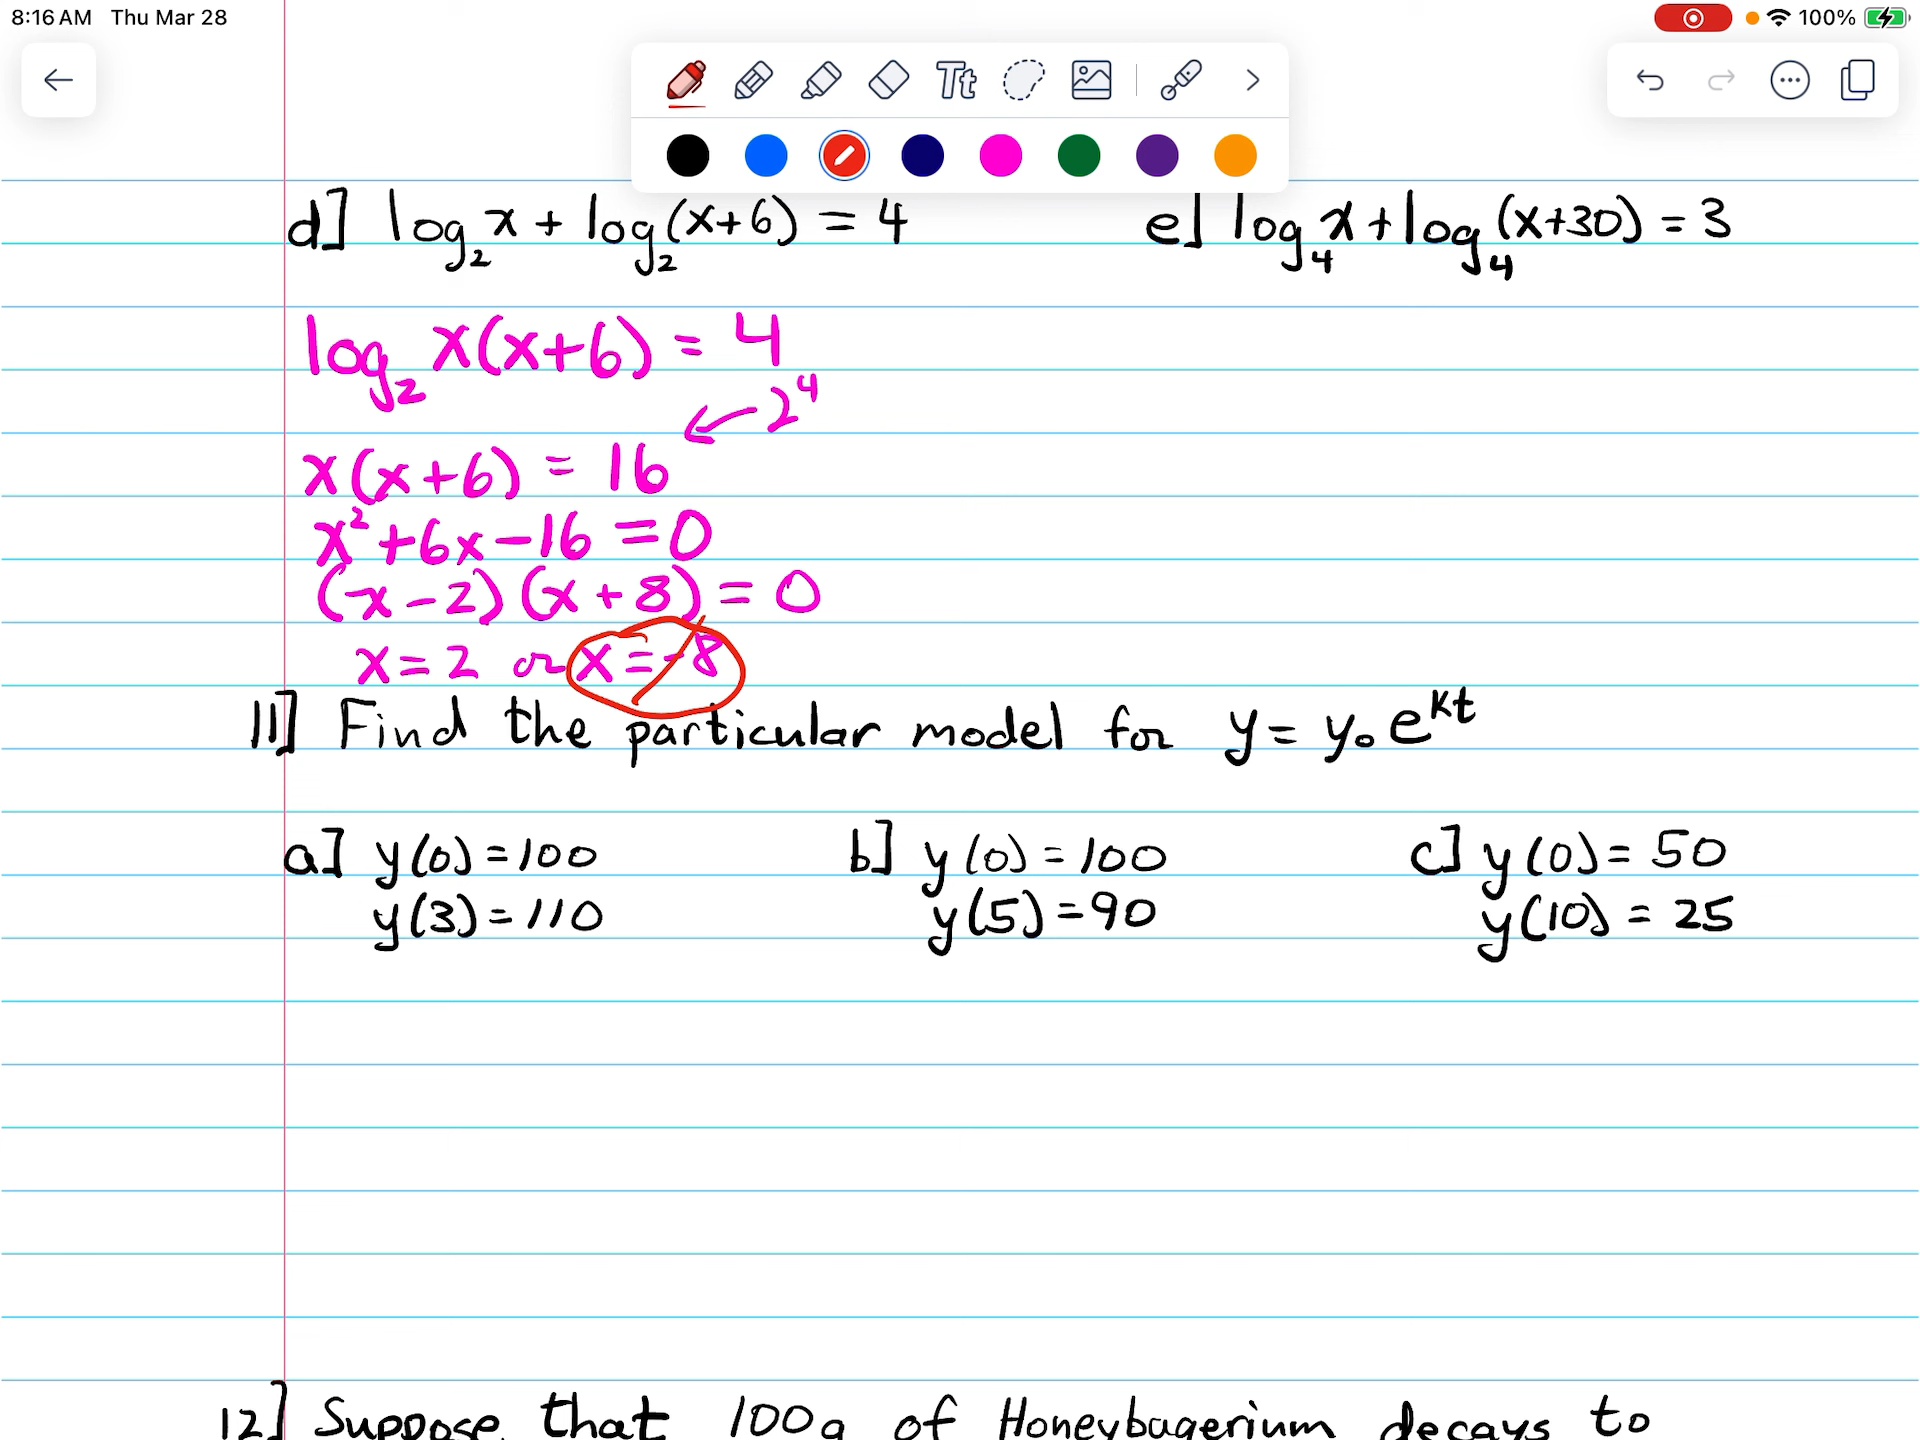 8:16 AM Thu Mar 28
100%
Tt
d] log₂x + log₂(x+6) = 4
e] log₄x + log₄(x+30) = 3
log₂ x(x+6) = 4
2⁴
x(x+6) = 16
x²+6x-16 = 0
(x-2)(x+8) = 0
x = 2 or x = -8
11] Find the particular model for y = y₀ e^kt
a] y(0) = 100
y(3) = 110
b] y(0) = 100
y(5) = 90
c] y(0) = 50
y(10) = 25
12] Suppose that 100g of Honeybagerium decays to